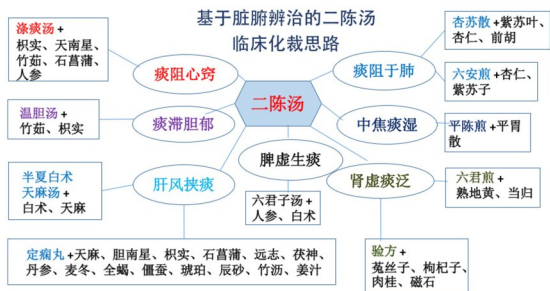 基于脏腑辨治的二陈汤
临床化裁思路
涤痰汤+
枳实、天南星、
竹茹、石菖蒲、
人参
痰阻心窍
温胆汤+
竹茹、枳实
痰滞胆郁
半夏白术
天麻汤+
白术、天麻
肝风挟痰
定痫丸+天麻、胆南星、枳实、石菖蒲、远志、茯神、
丹参、麦冬、全蝎、僵蚕、琥珀、辰砂、竹沥、姜汁
二陈汤
脾虚生痰
六君子汤+
人参、白术
痰阻于肺
杏苏散+紫苏叶、
杏仁、前胡
六安煎+杏仁、
紫苏子
中焦痰湿
平陈煎+平胃
散
肾虚痰泛
六君煎+
熟地黄、当归
验方+
菟丝子、枸杞子、
肉桂、磁石